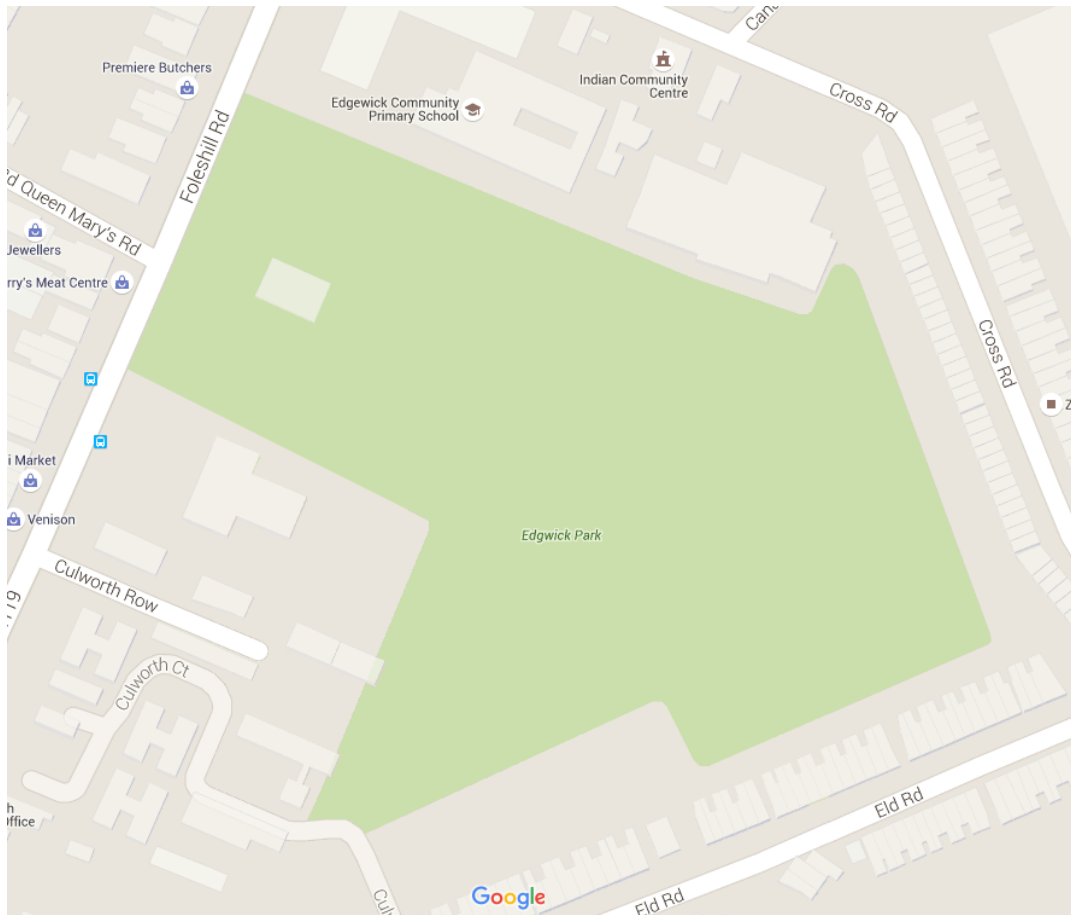 Cana
Premiere Butchers
Indian Community
Centre
Cross Rd
Edgewick Community
Primary School
Foleshill Rd
d Queen Mary's Rd
Jewellers
rry's Meat Centre
Cross Rd
Z
i Market
Venison
Edgwick Park
Culworth Row
Culworth Ct
h
Office
Eld Rd
Google
Eld Rd